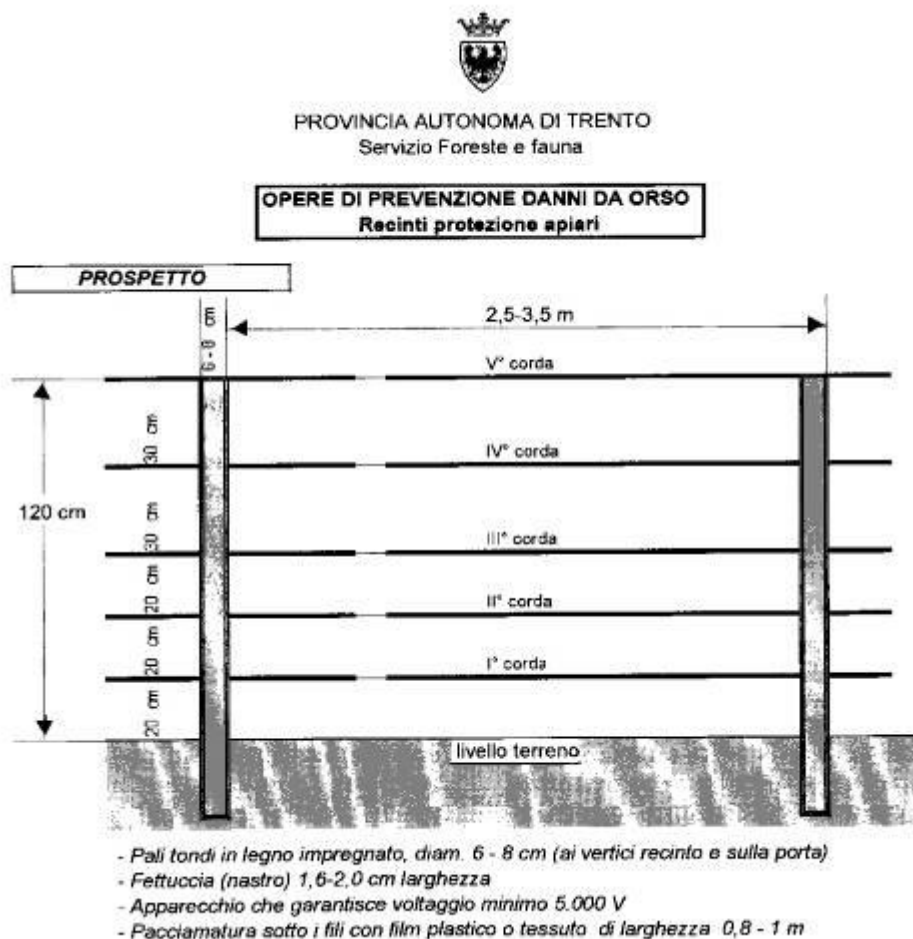 PROVINCIA AUTONOMA DI TRENTO
Servizio Foreste e fauna
OPERE DI PREVENZIONE DANNI DA ORSO
Recinti protezione apiari
PROSPETTO
6 - 8 cm
2,5-3,5 m
V° corda
30 cm
IV° corda
120 cm
30 cm
III° corda
20 cm
II° corda
20 cm
I° corda
20 cm
livello terreno
- Pali tondi in legno impregnato, diam. 6 - 8 cm (ai vertici recinto e sulla porta)
- Fettuccia (nastro) 1,6-2,0 cm larghezza
- Apparecchio che garantisce voltaggio minimo 5.000 V
- Pacciamatura sotto i fili con film plastico o tessuto di larghezza 0,8 - 1 m